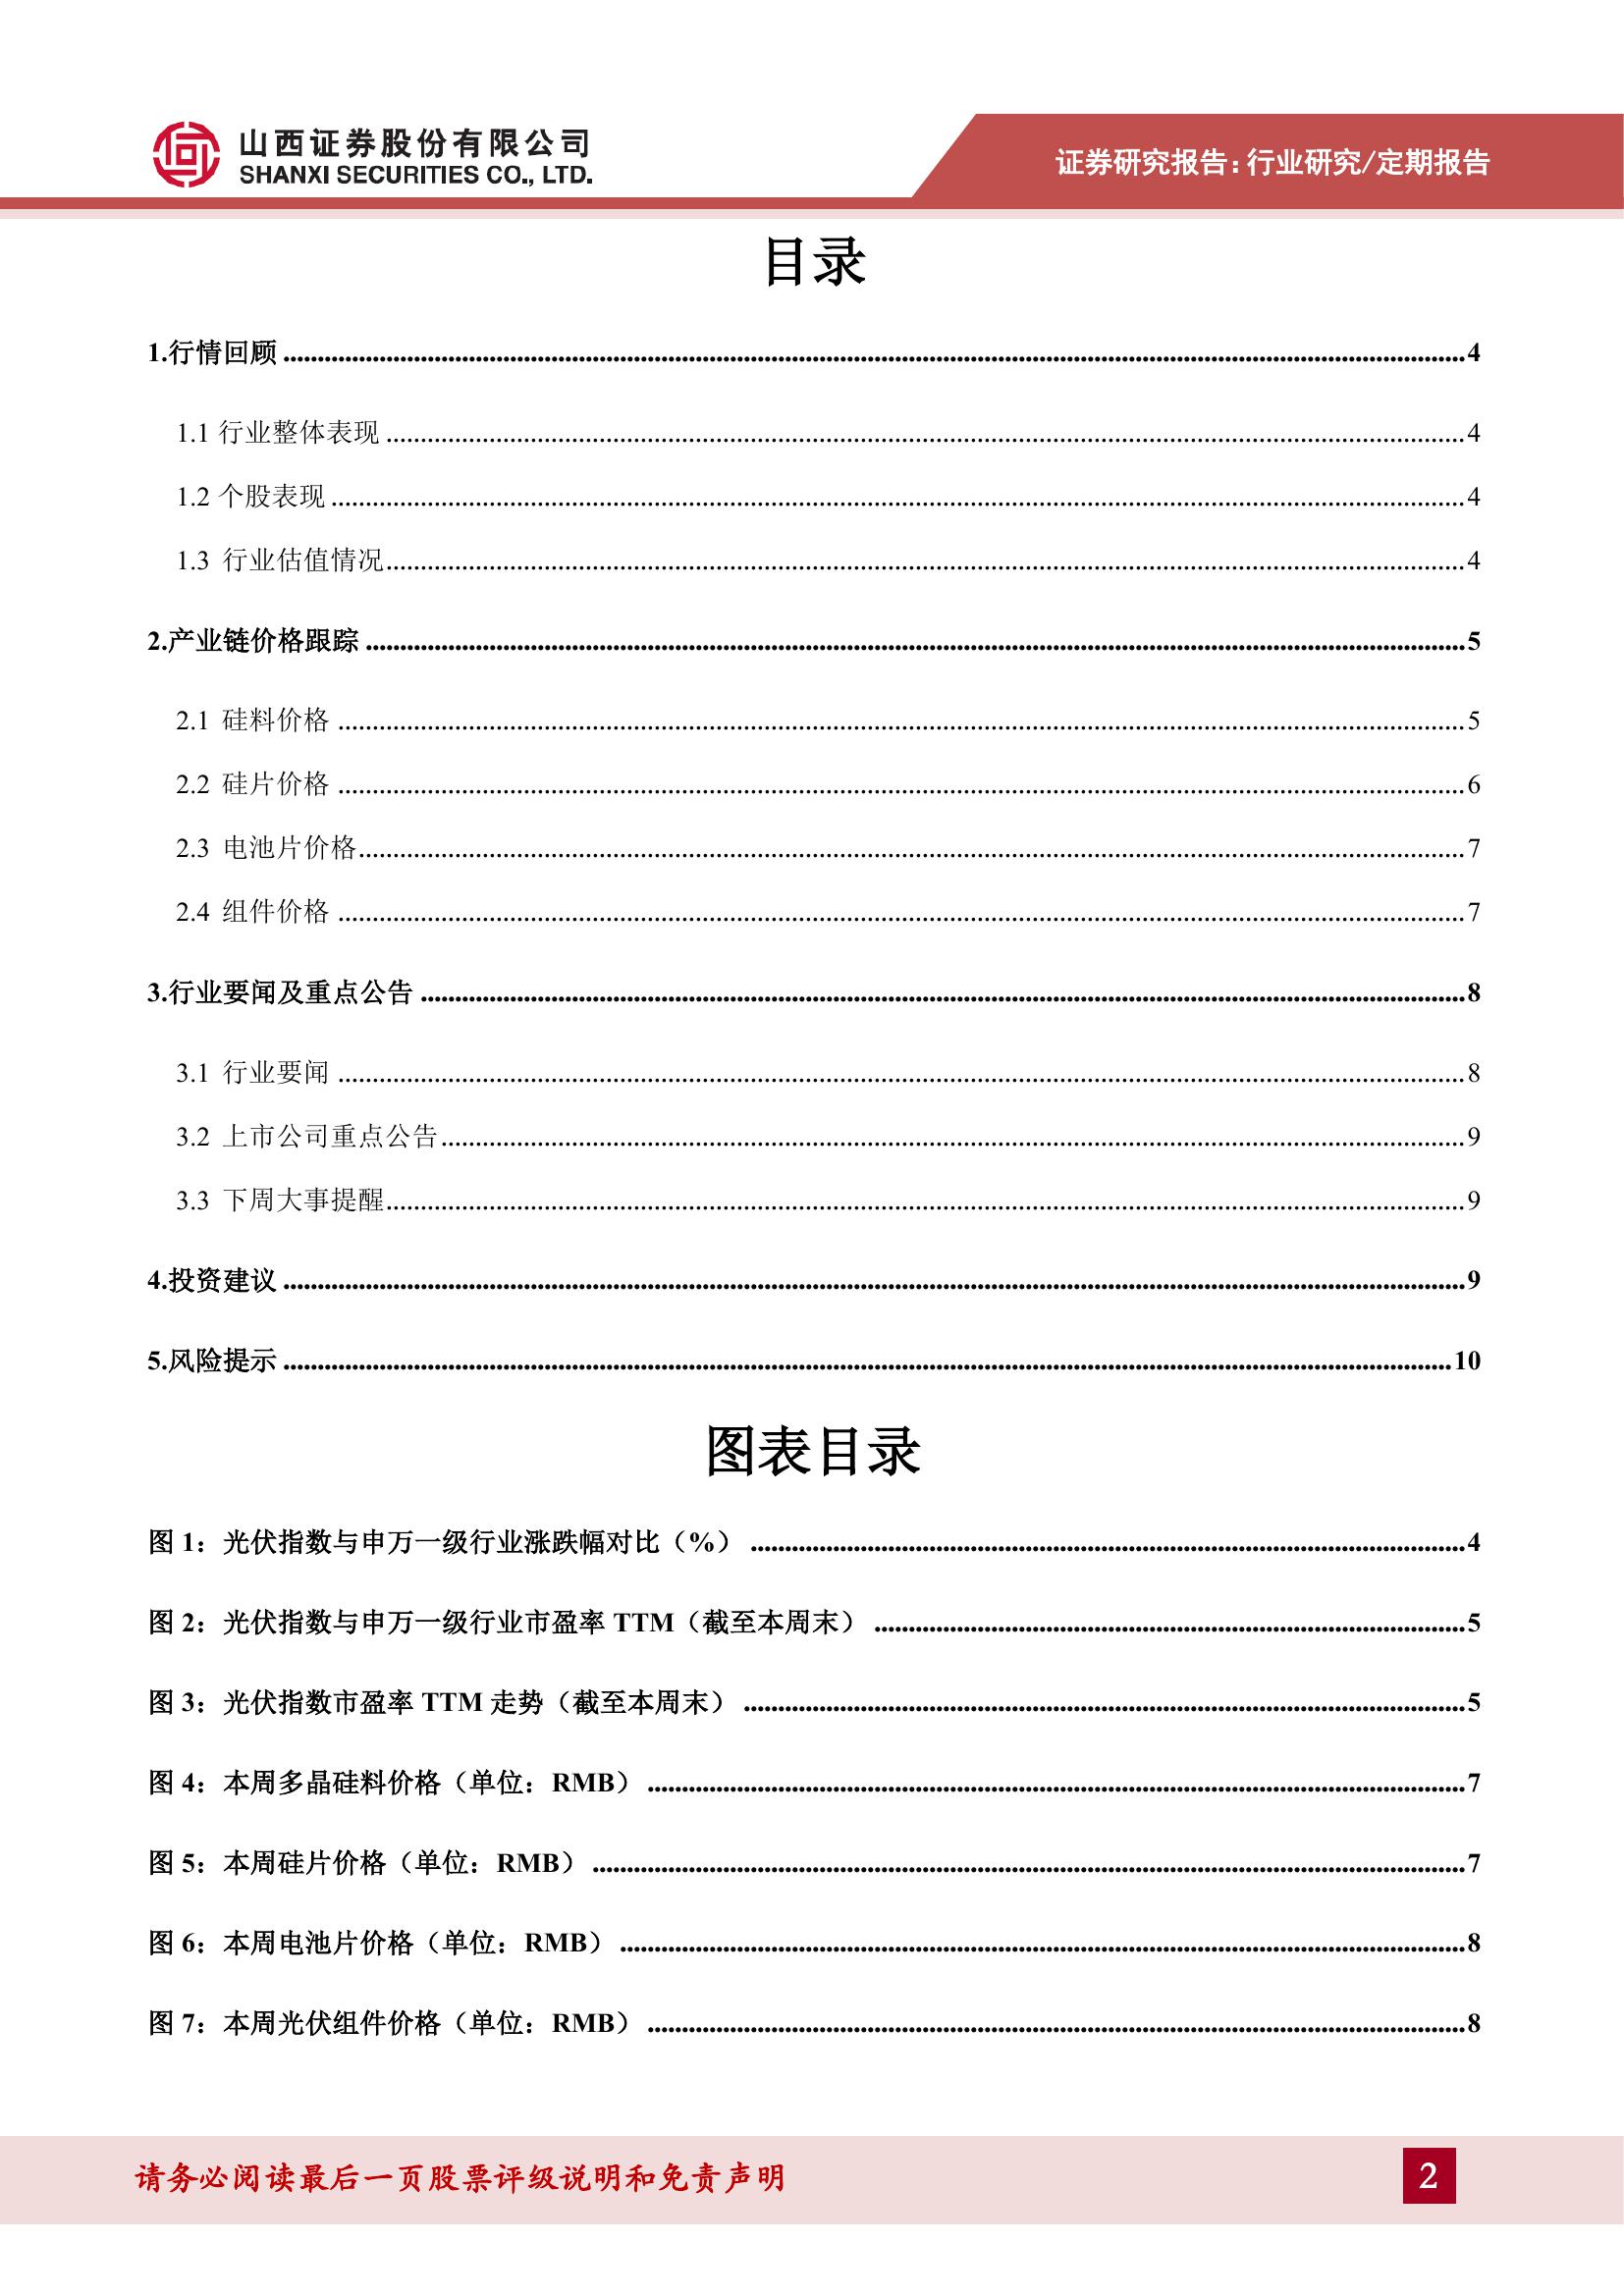 山西证券股份有限公司
SHANXI SECURITIES CO., LTD.
证券研究报告:行业研究/定期报告
目录
1.行情回顾 ........ 4
1.1 行业整体表现 ........ 4
1.2 个股表现 ........ 4
1.3 行业估值情况 ........ 4
2.产业链价格跟踪 ........ 5
2.1 硅料价格 ........ 5
2.2 硅片价格 ........ 6
2.3 电池片价格 ........ 7
2.4 组件价格 ........ 7
3.行业要闻及重点公告 ........ 8
3.1 行业要闻 ........ 8
3.2 上市公司重点公告 ........ 9
3.3 下周大事提醒 ........ 9
4.投资建议 ........ 9
5.风险提示 ........ 10
图表目录
图 1：光伏指数与申万一级行业涨跌幅对比（%） ........ 4
图 2：光伏指数与申万一级行业市盈率 TTM（截至本周末） ........ 5
图 3：光伏指数市盈率 TTM 走势（截至本周末） ........ 5
图 4：本周多晶硅料价格（单位：RMB） ........ 7
图 5：本周硅片价格（单位：RMB） ........ 7
图 6：本周电池片价格（单位：RMB） ........ 8
图 7：本周光伏组件价格（单位：RMB） ........ 8
请务必阅读最后一页股票评级说明和免责声明
2